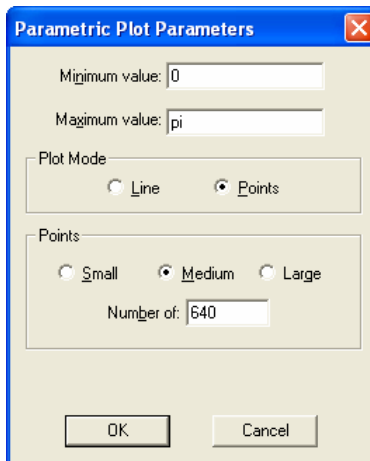 Parametric Plot Parameters
Minimum value: 0
Maximum value: pi
Plot Mode
Line Points
Points
Small Medium Large
Number of: 640
OK Cancel